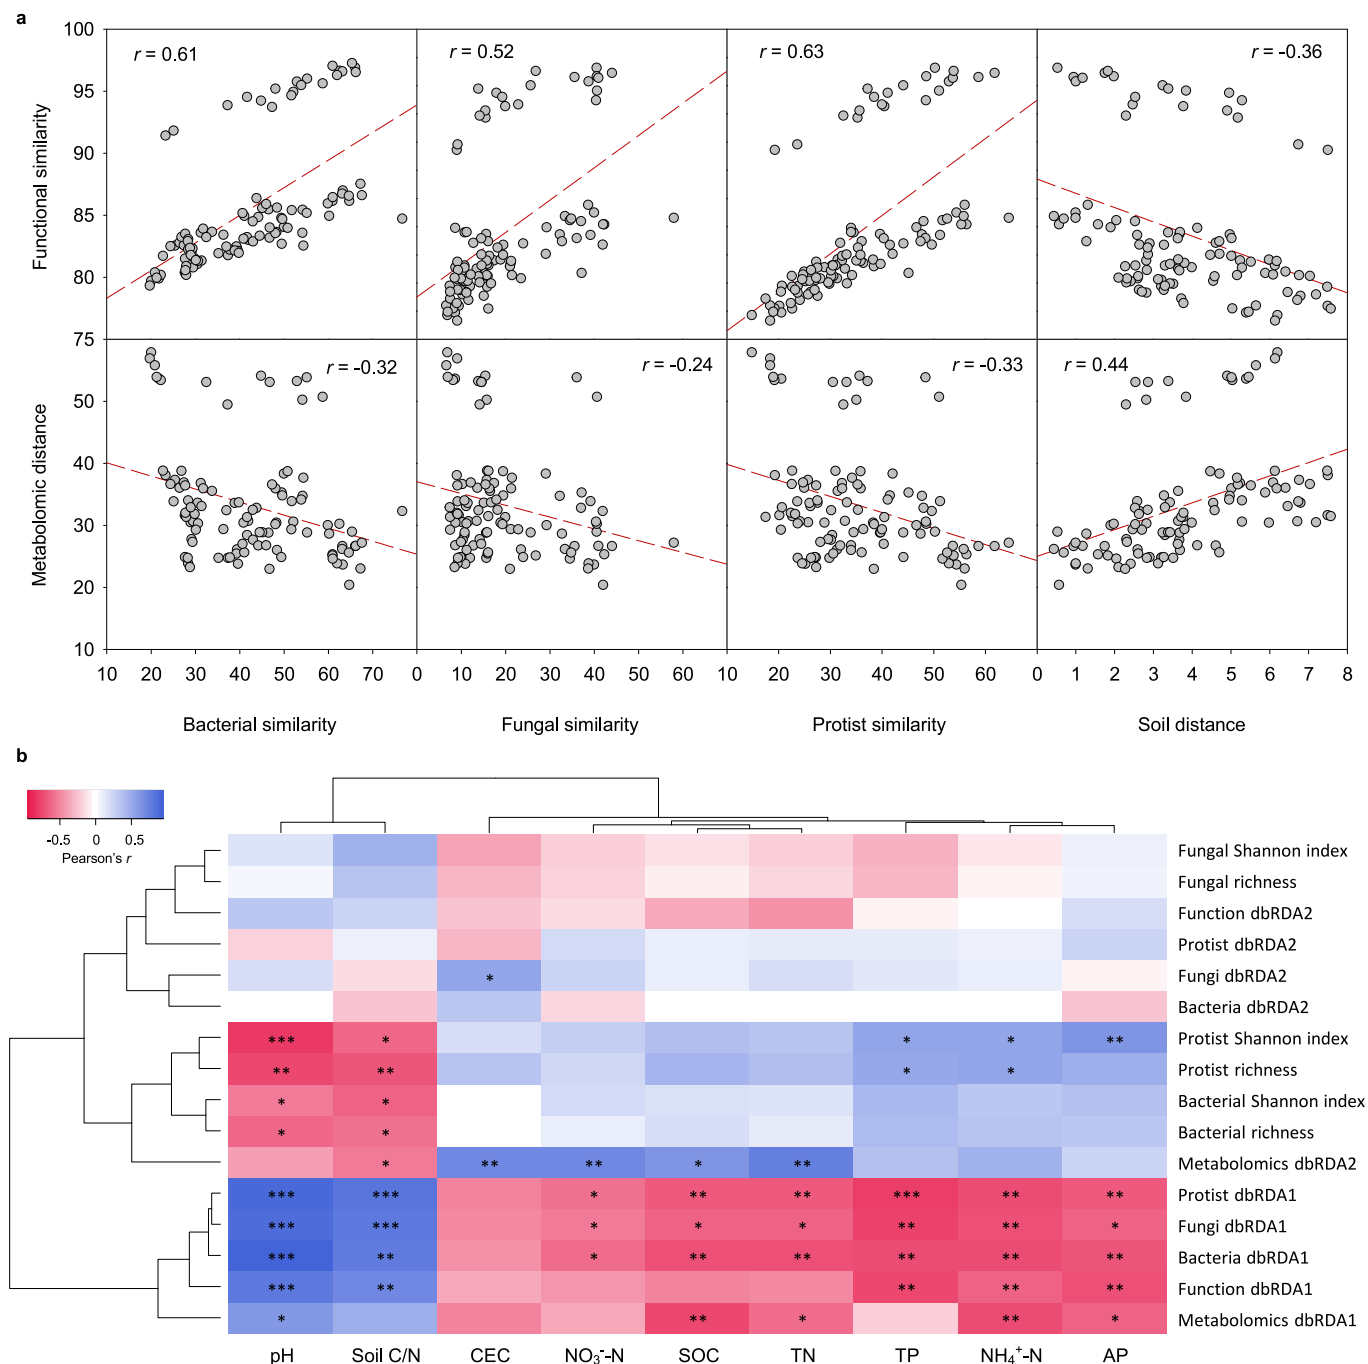 a
100
95
90
85
80
75
Functional similarity
r = 0.61
r = 0.52
r = 0.63
r = -0.36
50
40
30
20
10
Metabolomic distance
r = -0.32
r = -0.24
r = -0.33
r = 0.44
10 20 30 40 50 60 70 0 10 20 30 40 50 60 10 20 30 40 50 60 0 1 2 3 4 5 6 7 8
Bacterial similarity Fungal similarity Protist similarity Soil distance
b
-0.5 0 0.5
Pearson's r
Fungal Shannon index
Fungal richness
Function dbRDA2
Protist dbRDA2
* Fungi dbRDA2
Bacteria dbRDA2
*** * * * ** Protist Shannon index
** ** * * Protist richness
* * Bacterial Shannon index
* * Bacterial richness
* ** ** * ** Metabolomics dbRDA2
*** *** * ** ** *** ** ** Protist dbRDA1
*** *** * * * ** ** * Fungi dbRDA1
*** ** * ** ** ** ** ** Bacteria dbRDA1
*** ** ** ** ** Function dbRDA1
* ** * ** * Metabolomics dbRDA1
pH Soil C/N CEC NO₃⁻-N SOC TN TP NH₄⁺-N AP